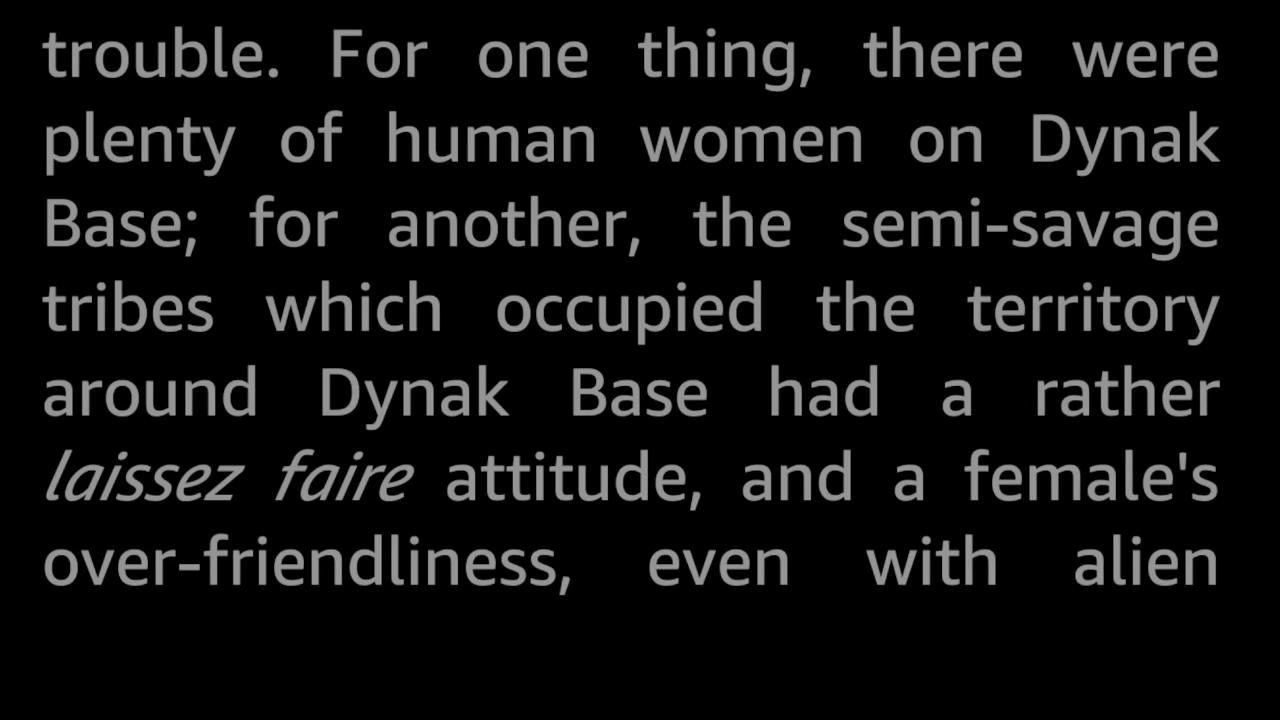 trouble. For one thing, there were
plenty of human women on Dynak
Base; for another, the semi-savage
tribes which occupied the territory
around Dynak Base had a rather
laissez faire attitude, and a female's
over-friendliness, even with alien